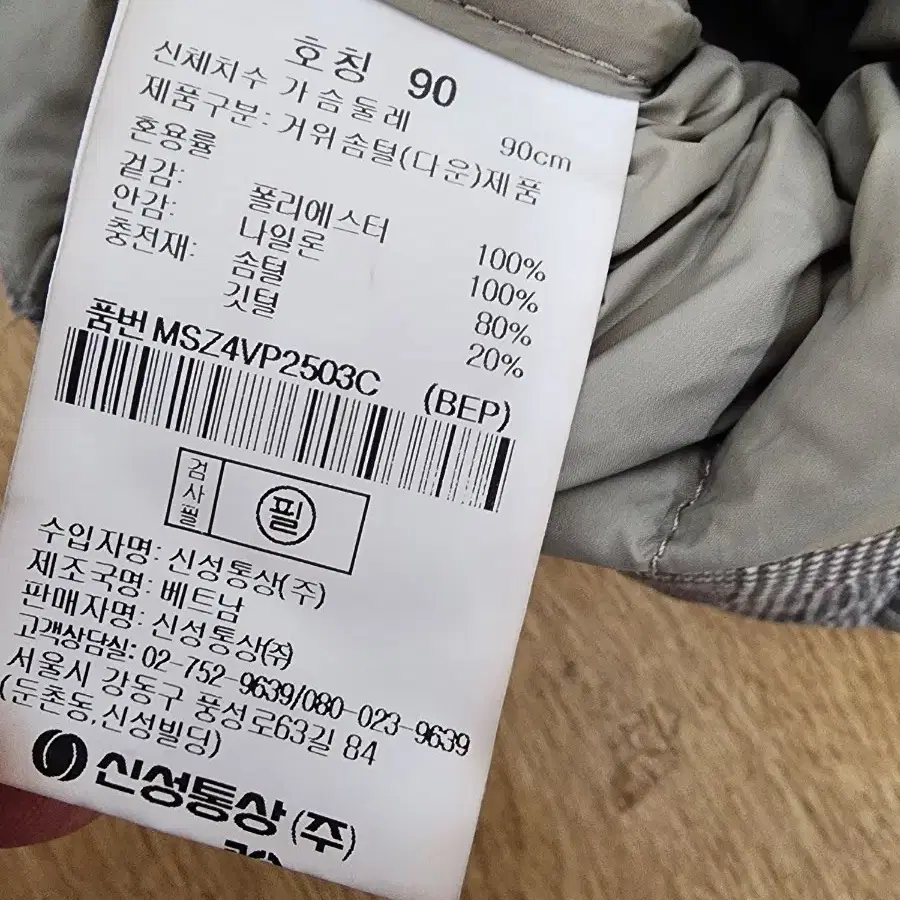 호칭 90
신체치수 가슴둘레 90cm
제품구분: 거위솜털(다운)제품
혼용률
겉감: 폴리에스터 100%
안감: 나일론 100%
충전재: 솜털 80%
깃털 20%
품번 MSZ4VP2503C (BEP)
검사필 필
수입자명: 신성통상(주)
제조국명: 베트남
판매자명: 신성통상(주)
고객상담실: 02-752-9639/080-023-9639
서울시 강동구 풍성로63길 84
(둔촌동,신성빌딩)
신성통상(주)